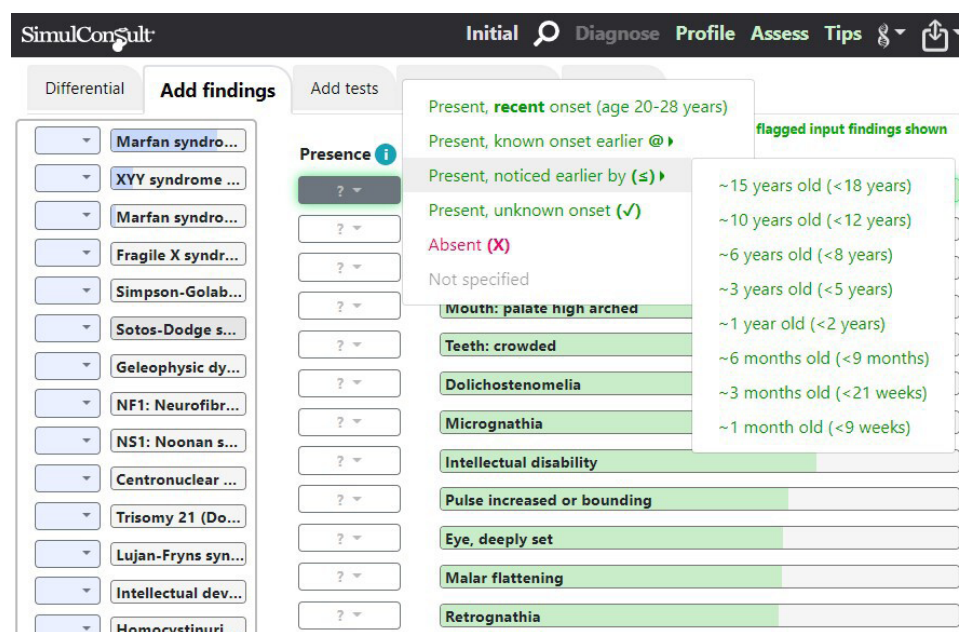 SimulConsult
Initial Diagnose Profile Assess Tips
Differential
Add findings
Add tests
Marfan syndro...
XYY syndrome ...
Marfan syndro...
Fragile X syndr...
Simpson-Golab...
Sotos-Dodge s...
Geleophysic dy...
NF1: Neurofibr...
NS1: Noonan s...
Centronuclear ...
Trisomy 21 (Do...
Lujan-Fryns syn...
Intellectual dev...
Homocystinuri...
Presence i
?
?
?
?
?
?
?
?
?
?
?
?
Present, recent onset (age 20-28 years)
Present, known onset earlier @
Present, noticed earlier by (≤)
Present, unknown onset (✓)
Absent (X)
Not specified
flagged input findings shown
~15 years old (<18 years)
~10 years old (<12 years)
~6 years old (<8 years)
~3 years old (<5 years)
~1 year old (<2 years)
~6 months old (<9 months)
~3 months old (<21 weeks)
~1 month old (<9 weeks)
Mouth: palate high arched
Teeth: crowded
Dolichostenomelia
Micrognathia
Intellectual disability
Pulse increased or bounding
Eye, deeply set
Malar flattening
Retrognathia